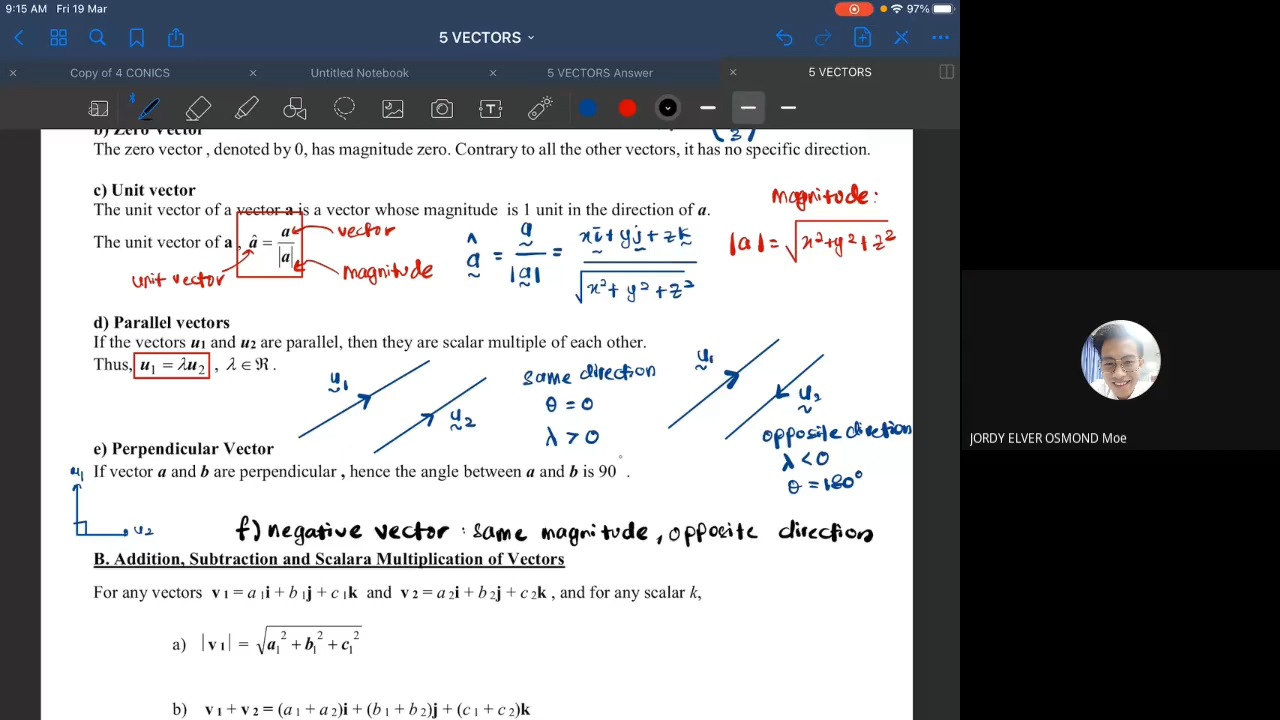 9:15 AM Fri 19 Mar
97%
5 VECTORS
Copy of 4 CONICS
Untitled Notebook
5 VECTORS Answer
5 VECTORS
b) Zero Vector
The zero vector , denoted by 0, has magnitude zero. Contrary to all the other vectors, it has no specific direction.
c) Unit vector
The unit vector of a vector a is a vector whose magnitude is 1 unit in the direction of a.
The unit vector of a , â = a / |a|
vector
magnitude
unit vector
â = a / |a| = xi + yj + zk / √x² + y² + z²
magnitude:
|a| = √x²+y²+z²
d) Parallel vectors
If the vectors u1 and u2 are parallel, then they are scalar multiple of each other.
Thus, u1 = λu2 , λ ∈ ℜ .
u1
u2
same direction
θ = 0
λ > 0
u1
u2
opposite direction
λ < 0
θ = 180°
e) Perpendicular Vector
If vector a and b are perpendicular , hence the angle between a and b is 90° .
u1
u2
f) negative vector : same magnitude, opposite direction
B. Addition, Subtraction and Scalara Multiplication of Vectors
For any vectors v1 = a1i + b1j + c1k and v2 = a2i + b2j + c2k , and for any scalar k,
a) |v1| = √a1² + b1² + c1²
b) v1 + v2 = (a1 + a2)i + (b1 + b2)j + (c1 + c2)k
JORDY ELVER OSMOND Moe